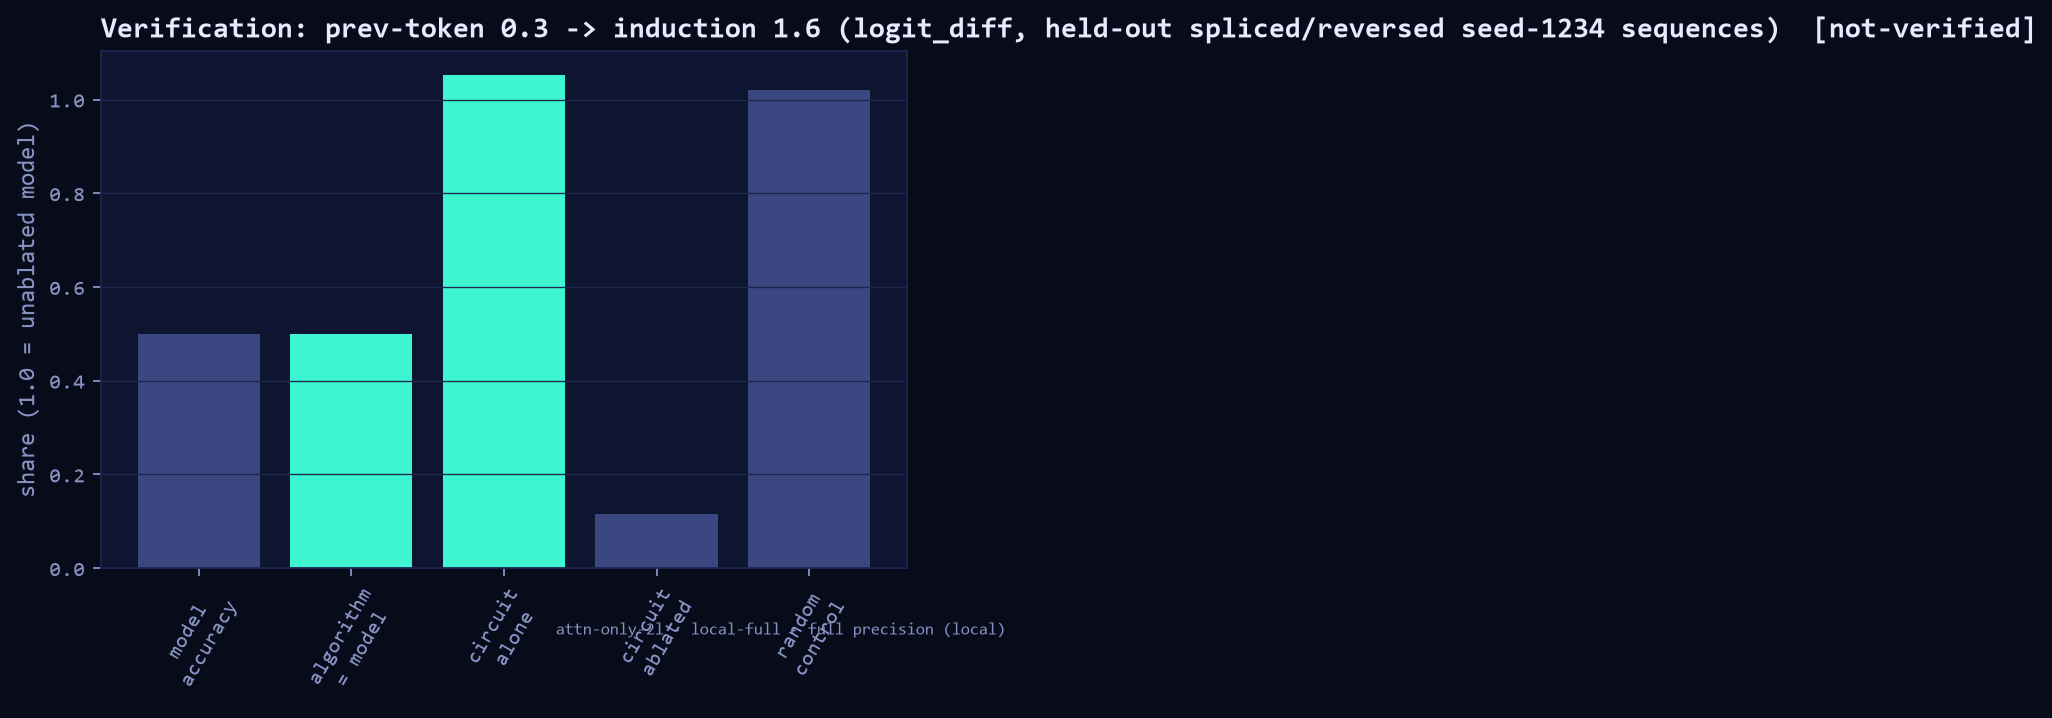 Verification: prev-token 0.3 -> induction 1.6 (logit_diff, held-out spliced/reversed seed-1234 sequences)  [not-verified]
share (1.0 = unablated model)
1.0
0.8
0.6
0.4
0.2
0.0
model
accuracy
algorithm
= model
circuit
alone
circuit
ablated
random
control
attn-only-2l local-full full precision (local)